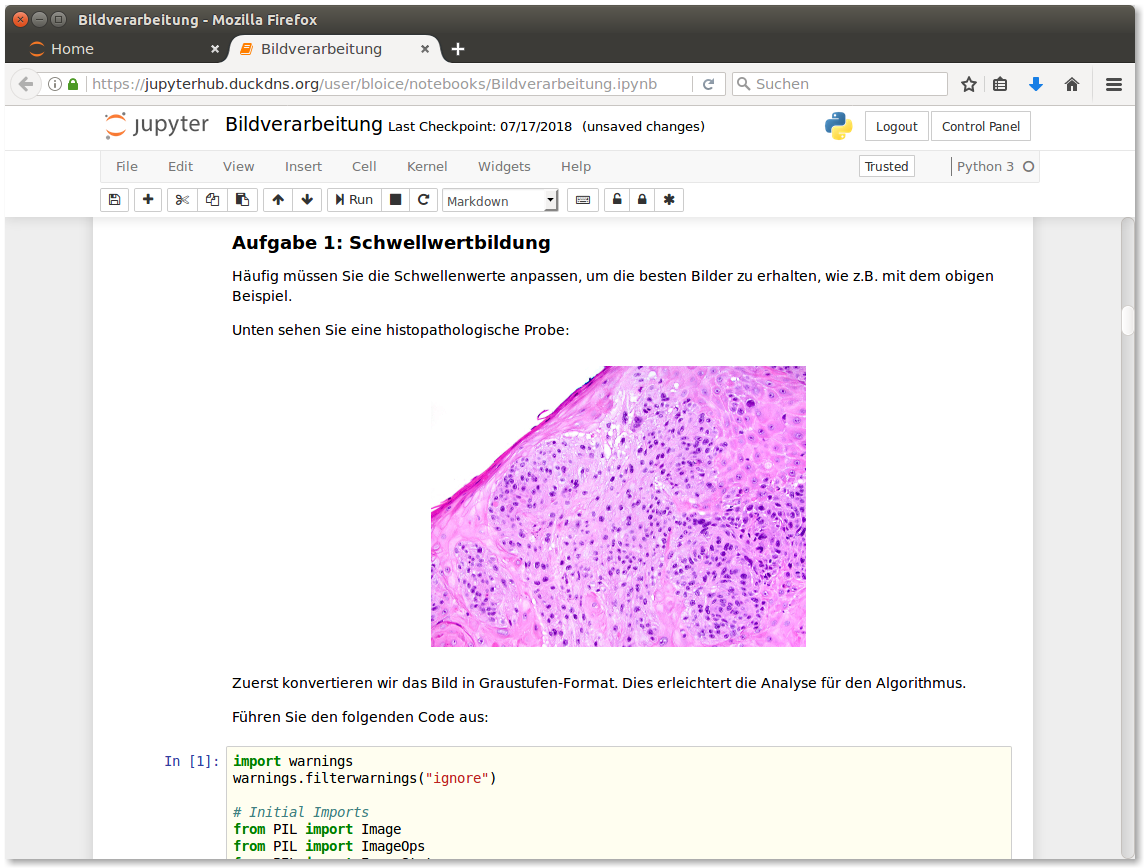 Bildverarbeitung - Mozilla Firefox
Home
Bildverarbeitung
https://jupyterhub.duckdns.org/user/bloice/notebooks/Bildverarbeitung.ipynb
Suchen
jupyter Bildverarbeitung Last Checkpoint: 07/17/2018 (unsaved changes)
Logout Control Panel
File Edit View Insert Cell Kernel Widgets Help Trusted Python 3
Run Markdown
Aufgabe 1: Schwellwertbildung
Häufig müssen Sie die Schwellenwerte anpassen, um die besten Bilder zu erhalten, wie z.B. mit dem obigen
Beispiel.
Unten sehen Sie eine histopathologische Probe:
Zuerst konvertieren wir das Bild in Graustufen-Format. Dies erleichtert die Analyse für den Algorithmus.
Führen Sie den folgenden Code aus:
In [1]: import warnings
warnings.filterwarnings("ignore")
# Initial Imports
from PIL import Image
from PIL import ImageOps